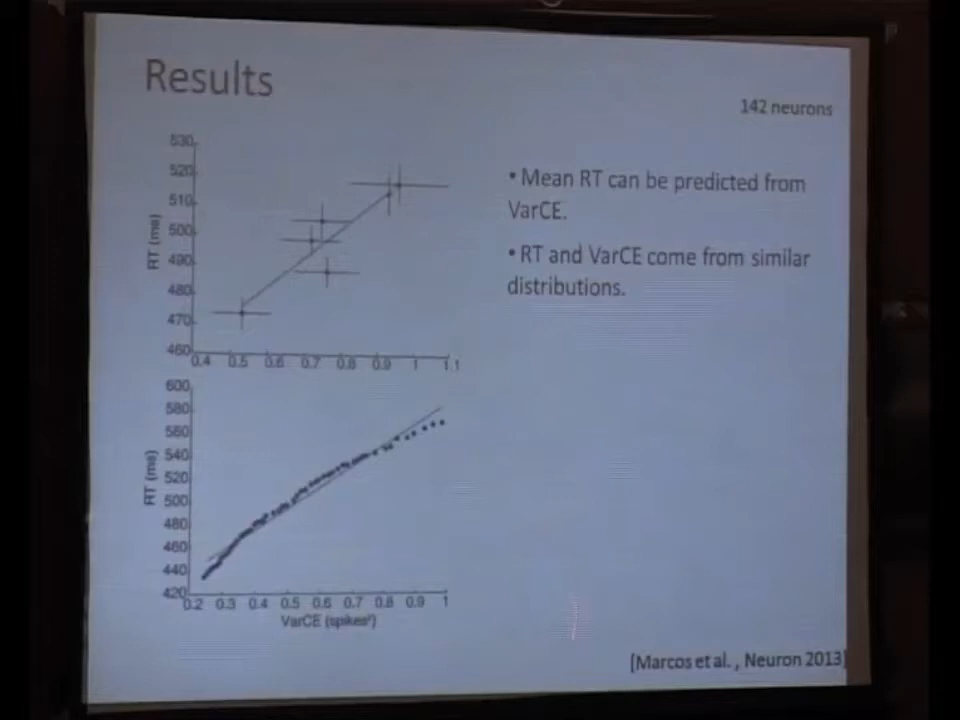 Results
142 neurons
530
520
510
500
490
480
470
460
RT (ms)
0.4 0.5 0.6 0.7 0.8 0.9 1 1.1
• Mean RT can be predicted from
VarCE.
• RT and VarCE come from similar
distributions.
600
580
560
540
520
500
480
460
440
420
RT (ms)
0.2 0.3 0.4 0.5 0.6 0.7 0.8 0.9 1
VarCE (spikes²)
[Marcos et al. , Neuron 2013]